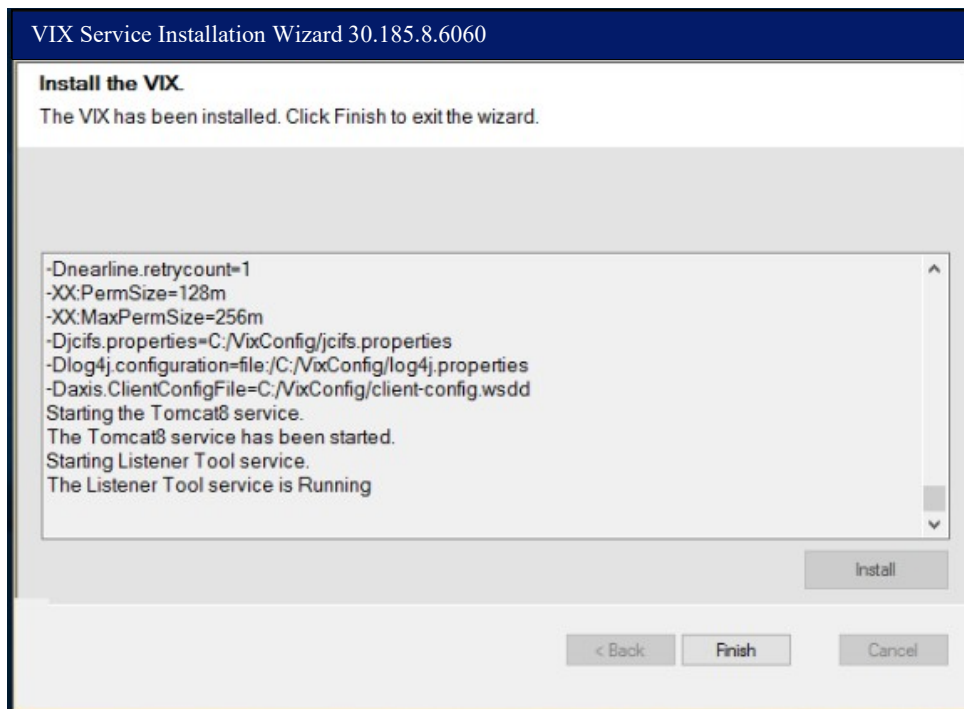 VIX Service Installation Wizard 30.185.8.6060
Install the VIX.
The VIX has been installed. Click Finish to exit the wizard.
-Dnearline.retrycount=1
-XX:PermSize=128m
-XX:MaxPermSize=256m
-Djcifs.properties=C:/VixConfig/jcifs.properties
-Dlog4j.configuration=file:/C:/VixConfig/log4j.properties
-Daxis.ClientConfigFile=C:/VixConfig/client-config.wsdd
Starting the Tomcat8 service.
The Tomcat8 service has been started.
Starting Listener Tool service.
The Listener Tool service is Running
Install
< Back
Finish
Cancel